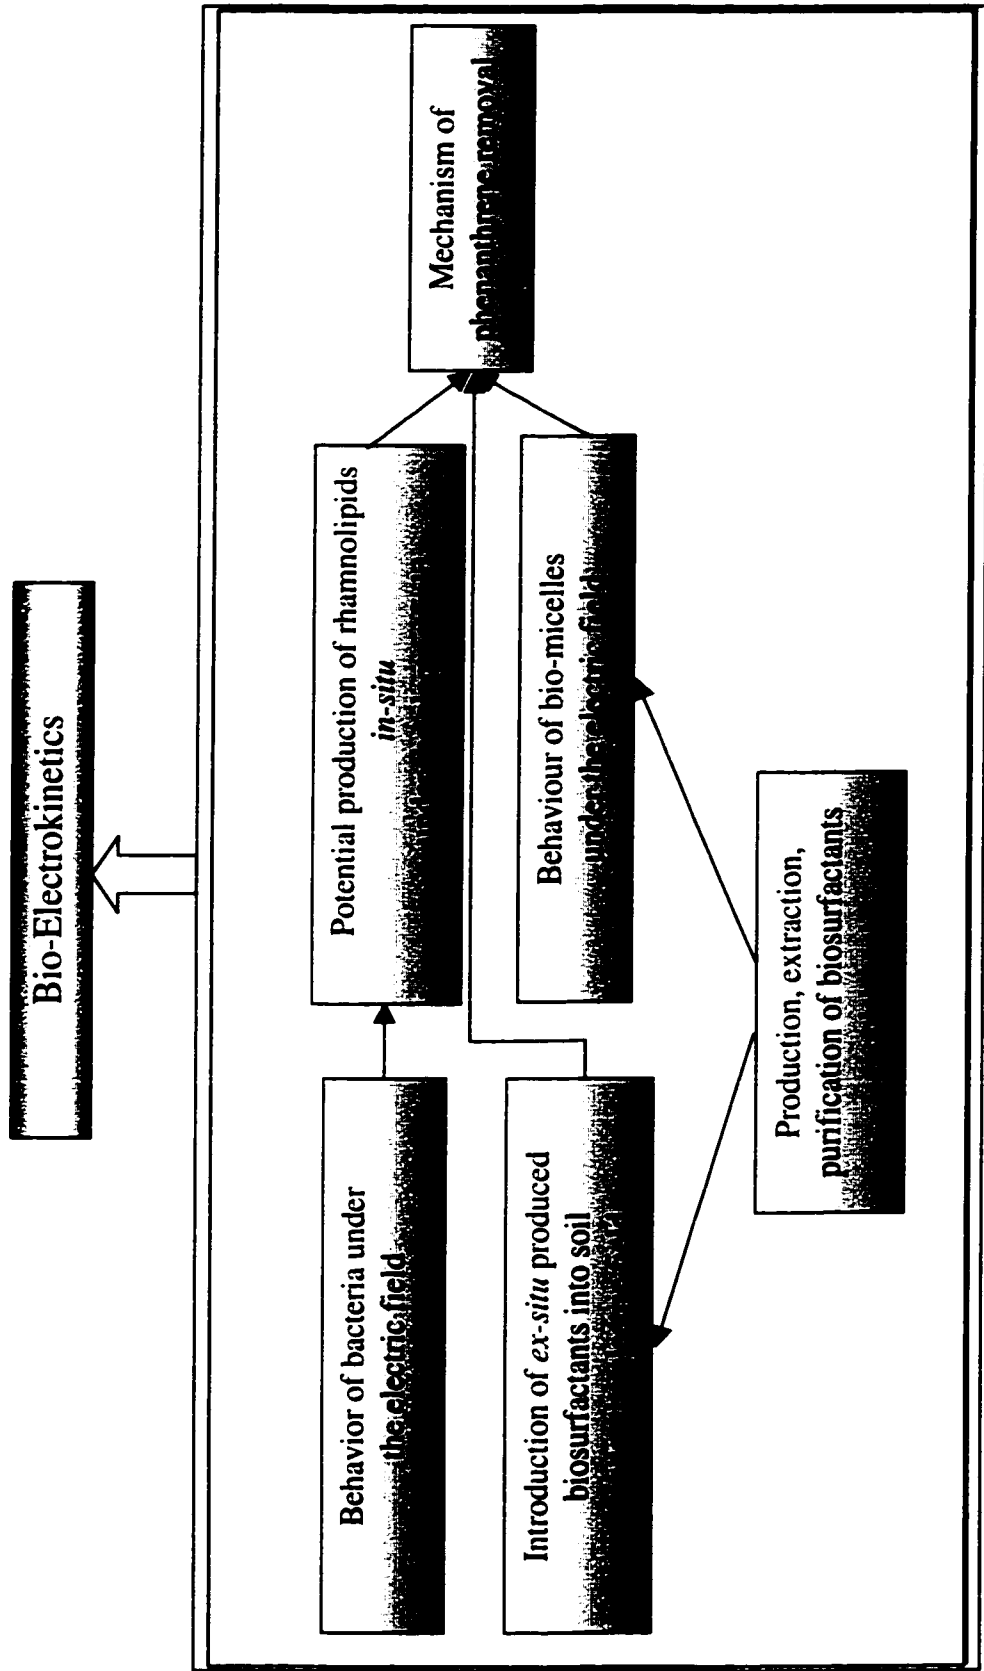 Bio-Electrokinetics
Behavior of bacteria under
the electric field
Potential production of rhamnolipids
in-situ
Mechanism of
phenanthrene removal
Introduction of ex-situ produced
biosurfactants into soil
Behaviour of bio-micelles
under the electric field
Production, extraction,
purification of biosurfactants